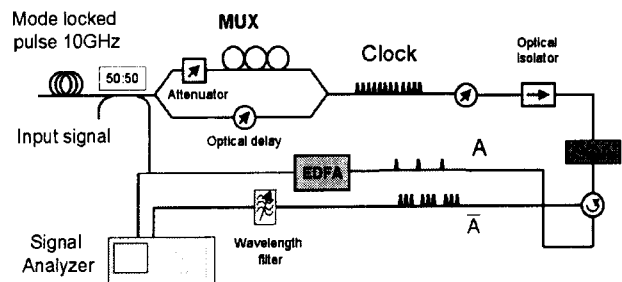 Mode locked
pulse 10GHz
50:50
Input signal
MUX
Attenuator
Optical delay
Clock
Optical
isolator
EDFA
A
A̅
Wavelength
filter
Signal
Analyzer